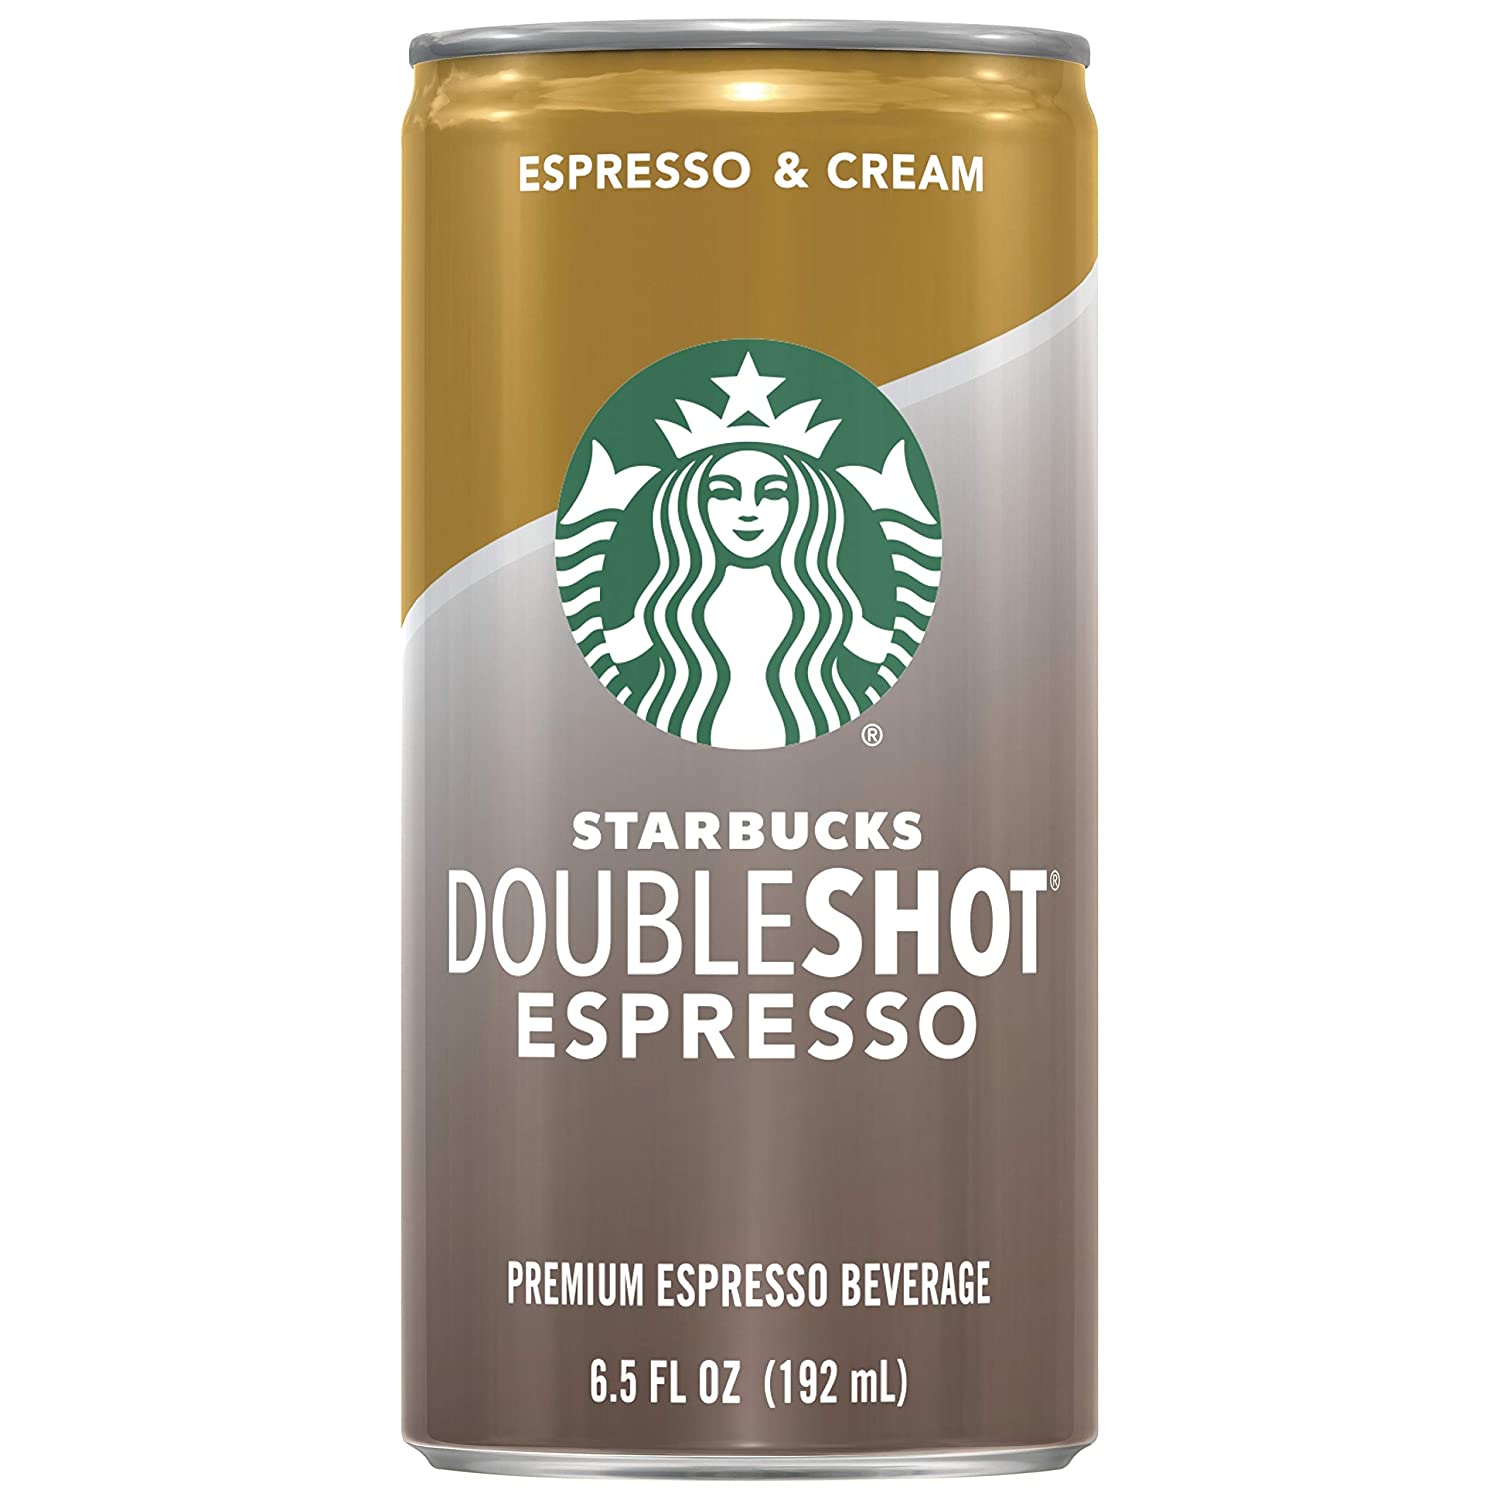 ESPRESSO & CREAM
®
STARBUCKS
DOUBLESHOT®
ESPRESSO
PREMIUM ESPRESSO BEVERAGE
6.5 FL OZ (192 mL)